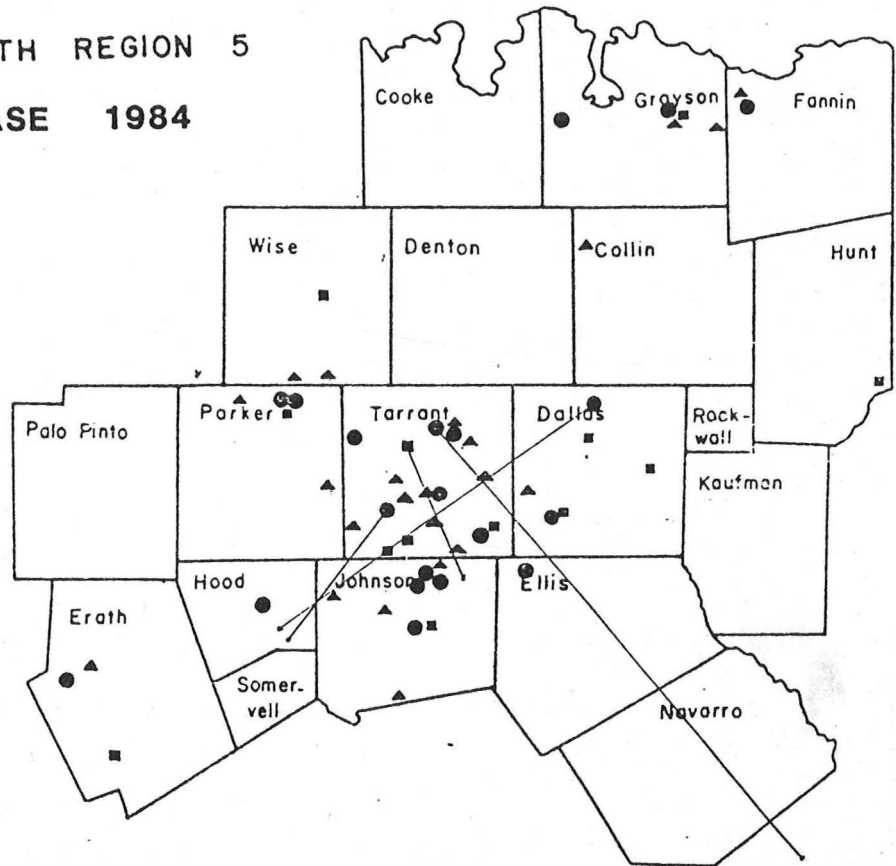 TH REGION 5
ASE 1984
Cooke
Grayson
Fannin
Wise
Denton
Collin
Hunt
Palo Pinto
Parker
Tarrant
Dallas
Rock-
wall
Kaufman
Hood
Johnson
Ellis
Erath
Somer-
vell
Navarro